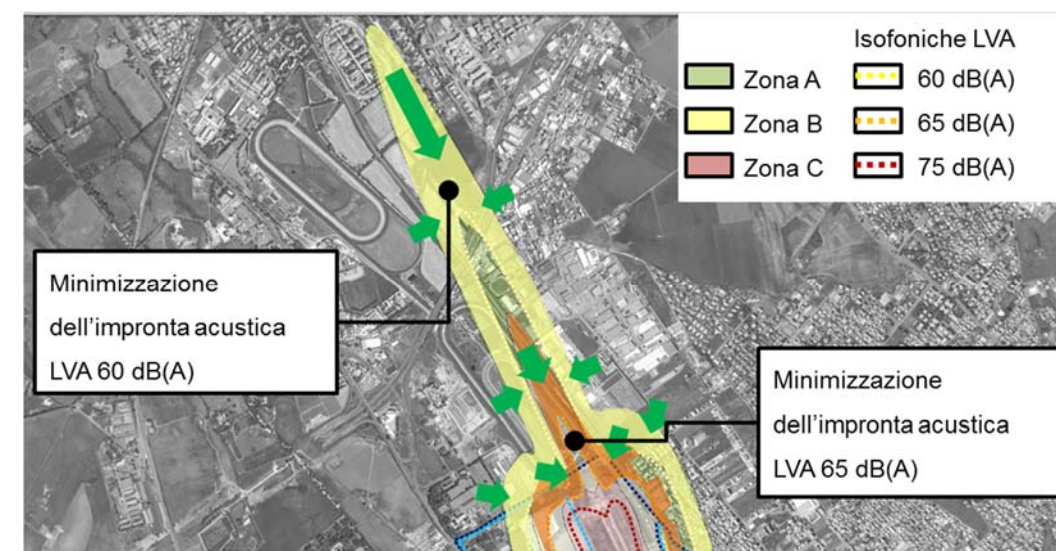 Isofoniche LVA
Zona A 60 dB(A)
Zona B 65 dB(A)
Zona C 75 dB(A)
Minimizzazione
dell'impronta acustica
LVA 60 dB(A)
Minimizzazione
dell'impronta acustica
LVA 65 dB(A)